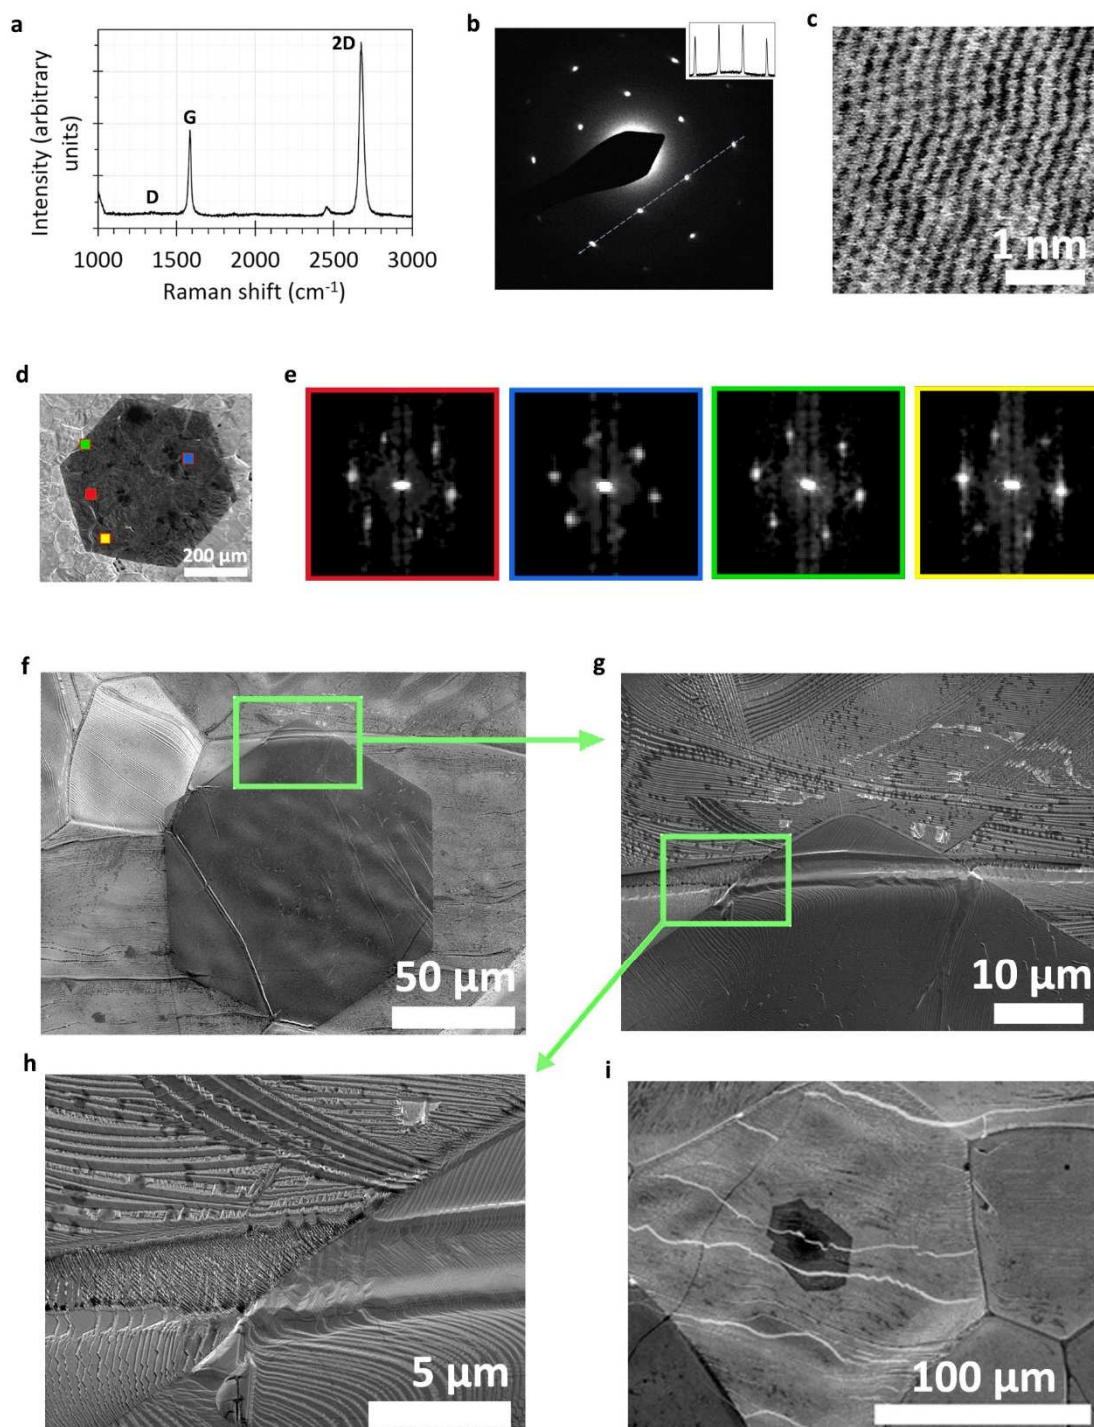 a
b
c
Intensity (arbitrary
units)
2D
G
D
1000 1500 2000 2500 3000
Raman shift (cm-1)
1 nm
d
e
200 µm
f
g
50 µm
10 µm
h
i
5 µm
100 µm